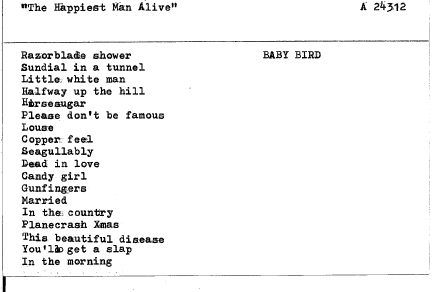 "The Happiest Man Alive" A 24312
Razorblade shower BABY BIRD
Sundial in a tunnel
Little white man
Halfway up the hill
Horsesugar
Please don't be famous
Louse
Copper feel
Seagullably
Dead in love
Candy girl
Gunfingers
Married
In the country
Planecrash Xmas
This beautiful disease
You'll get a slap
In the morning